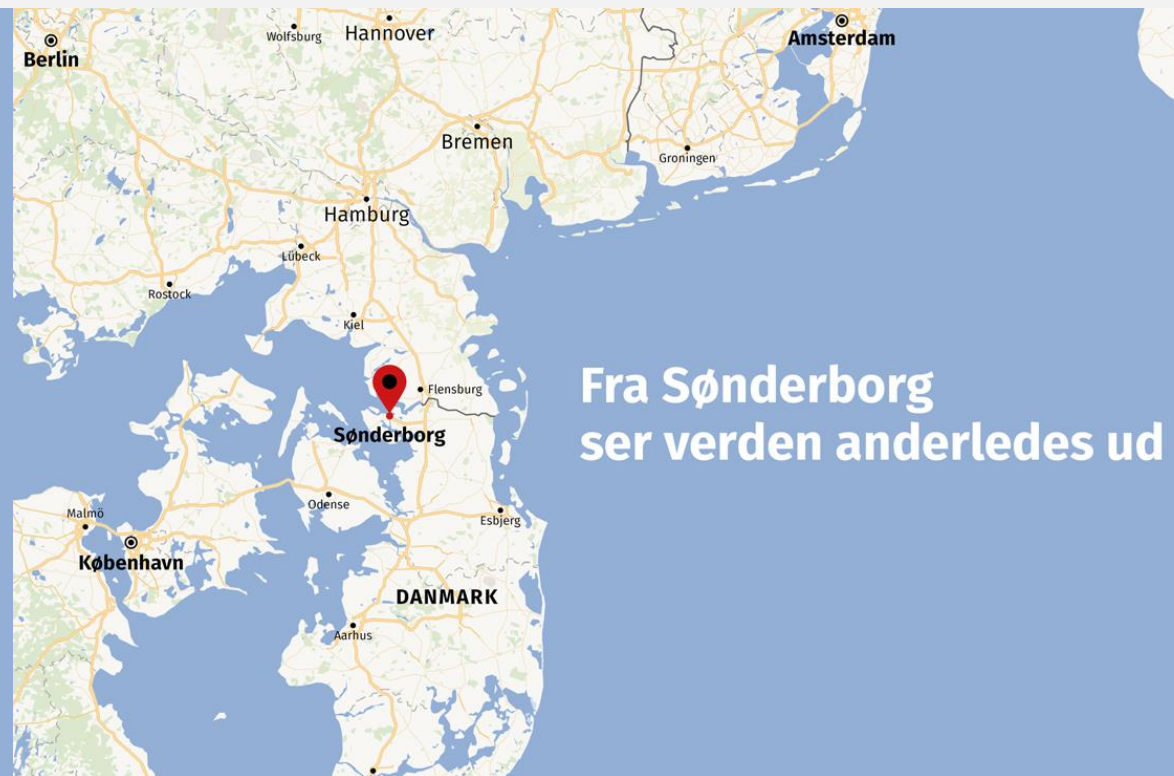 Wolfsburg
Hannover
Amsterdam
Berlin
Bremen
Groningen
Hamburg
Lübeck
Rostock
Kiel
Flensburg
Fra Sønderborg
ser verden anderledes ud
Sønderborg
Odense
Malmö
Esbjerg
København
DANMARK
Aarhus